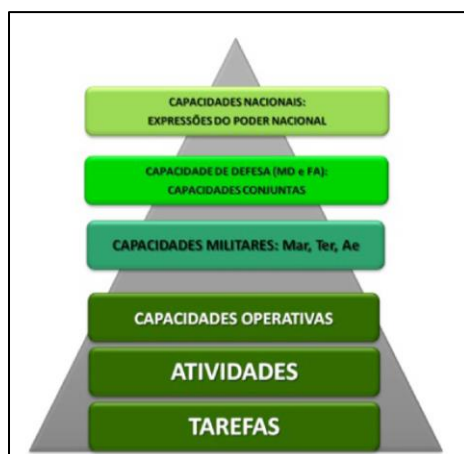 CAPACIDADES NACIONAIS:
EXPRESSÕES DO PODER NACIONAL
CAPACIDADE DE DEFESA (MD e FA):
CAPACIDADES CONJUNTAS
CAPACIDADES MILITARES: Mar, Ter, Ae
CAPACIDADES OPERATIVAS
ATIVIDADES
TAREFAS